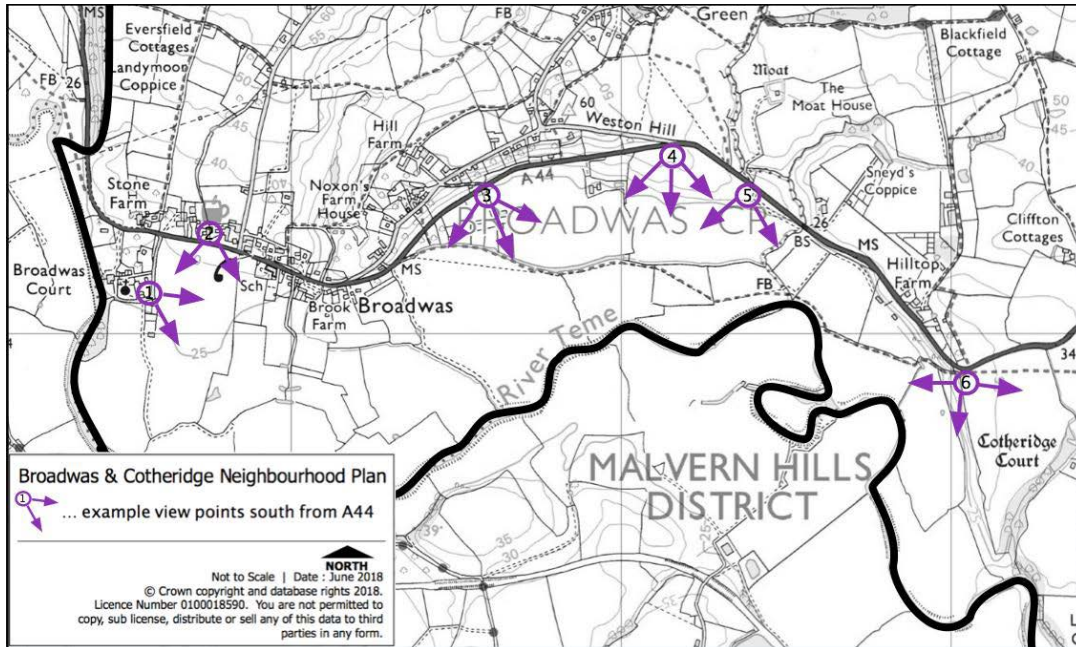 MS
Eversfield
Cottages
Landymoon
Coppice
FB
26
55
60
50
45
40
40
Green
Moat
The
Moat House
Blackfield
Cottage
50
45
60
Weston Hill
Hill
Farm
A 44
Sneyd's
Coppice
Noxon's
Farm
House
Stone
Farm
1
2
3
4
5
6
BROADWAS CP
26
BS
MS
Cliffton
Cottages
Hilltop
Farm
Broadwas
Court
Sch
MS
Brook
Farm
Broadwas
25
FB
34
River Teme
Cotheridge
Court
MALVERN HILLS
DISTRICT
39
35
30
25
Broadwas & Cotheridge Neighbourhood Plan
1
... example view points south from A44
NORTH
Not to Scale | Date : June 2018
© Crown copyright and database rights 2018.
Licence Number 0100018590. You are not permitted to
copy, sub license, distribute or sell any of this data to third
parties in any form.